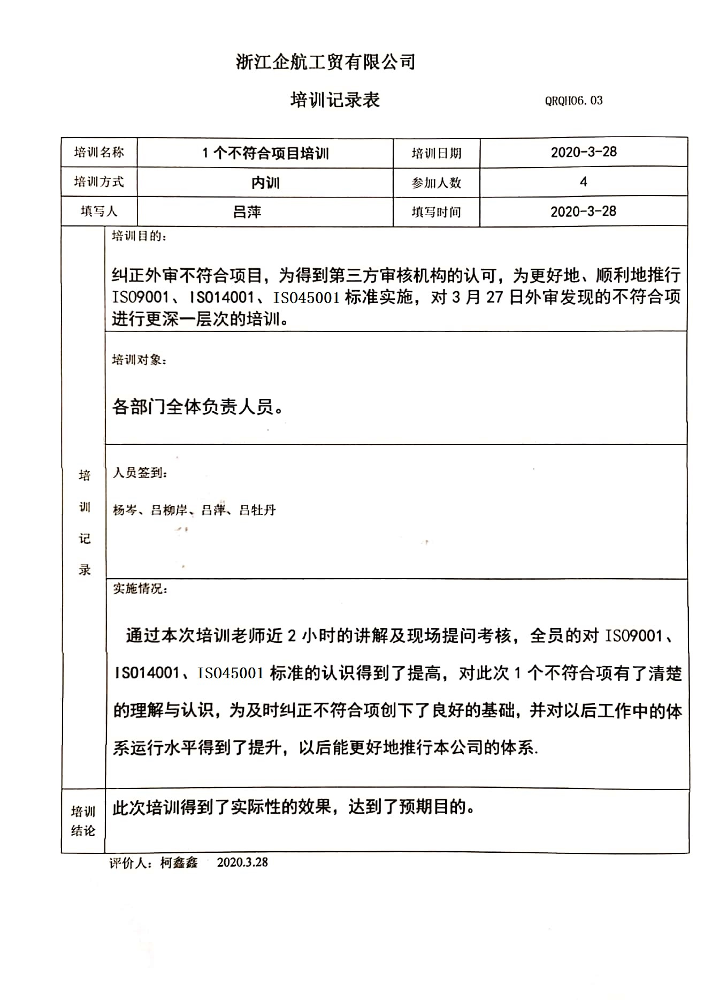 浙江企航工贸有限公司
培训记录表 QRQH06.03
培训名称 1个不符合项目培训 培训日期 2020-3-28
培训方式 内训 参加人数 4
填写人 吕萍 填写时间 2020-3-28
培训目的：
纠正外审不符合项目，为得到第三方审核机构的认可，为更好地、顺利地推行
ISO9001、ISO14001、ISO45001 标准实施，对 3 月 27 日外审发现的不符合项
进行更深一层次的培训。
培训对象：
各部门全体负责人员。
培
训
记
录
人员签到：
杨岑、吕柳岸、吕萍、吕牡丹
实施情况：
通过本次培训老师近 2 小时的讲解及现场提问考核，全员的对 ISO9001、
ISO14001、ISO45001 标准的认识得到了提高，对此次 1 个不符合项有了清楚
的理解与认识，为及时纠正不符合项创下了良好的基础，并对以后工作中的体
系运行水平得到了提升，以后能更好地推行本公司的体系.
培训
结论
此次培训得到了实际性的效果，达到了预期目的。
评价人：柯鑫鑫 2020.3.28